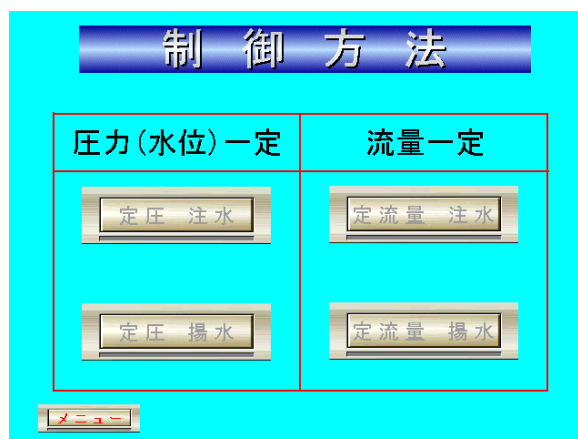 制 御 方 法
圧力(水位)一定 流量一定
定圧 注水 定流量 注水
定圧 揚水 定流量 揚水
メニュー